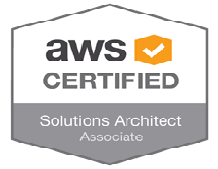 aws
CERTIFIED
Solutions Architect
Associate